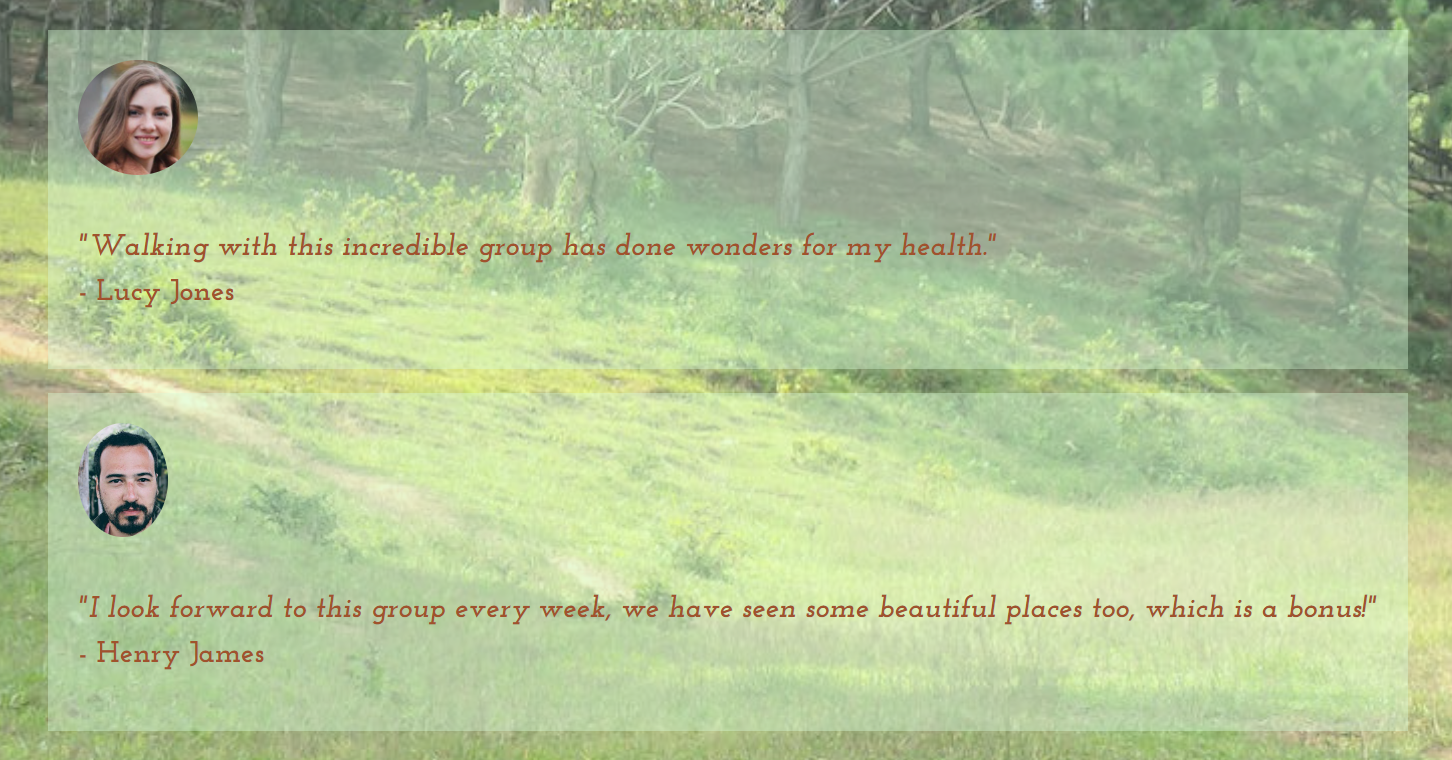 "Walking with this incredible group has done wonders for my health."
- Lucy Jones
"I look forward to this group every week, we have seen some beautiful places too, which is a bonus!"
- Henry James